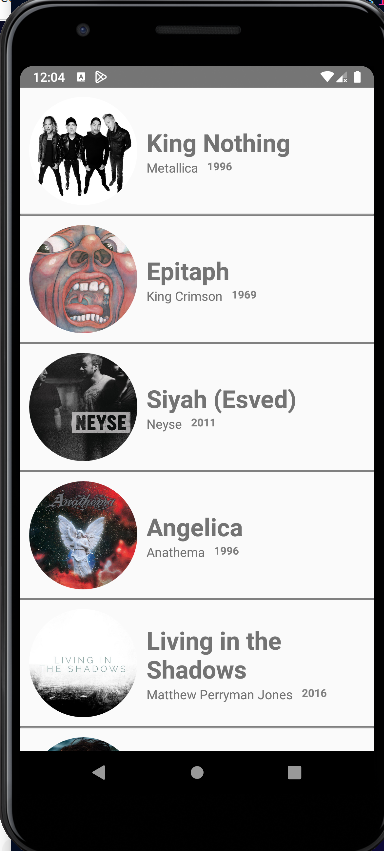 12:04
King Nothing
Metallica 1996
Epitaph
King Crimson 1969
NEYSE
Siyah (Esved)
Neyse 2011
Anathema
Angelica
Anathema 1996
LIVING IN
THE SHADOWS
Living in the
Shadows
Matthew Perryman Jones 2016